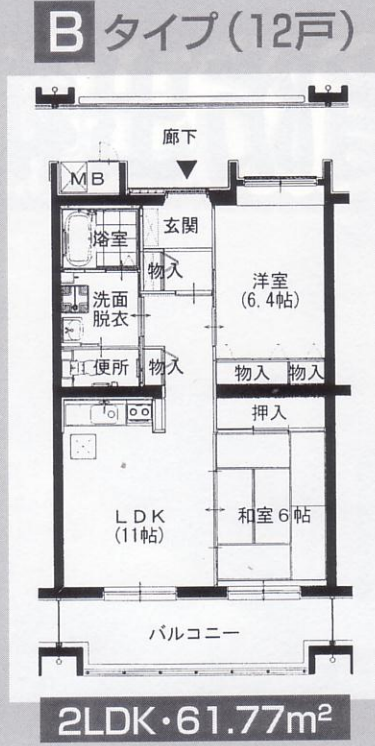 B タイプ(12戸)
廊下
MB
玄関
浴室
物入
洋室
(6.4帖)
洗面
脱衣
便所
物入
物入
物入
押入
LDK
(11帖)
和室6帖
バルコニー
2LDK・61.77m²